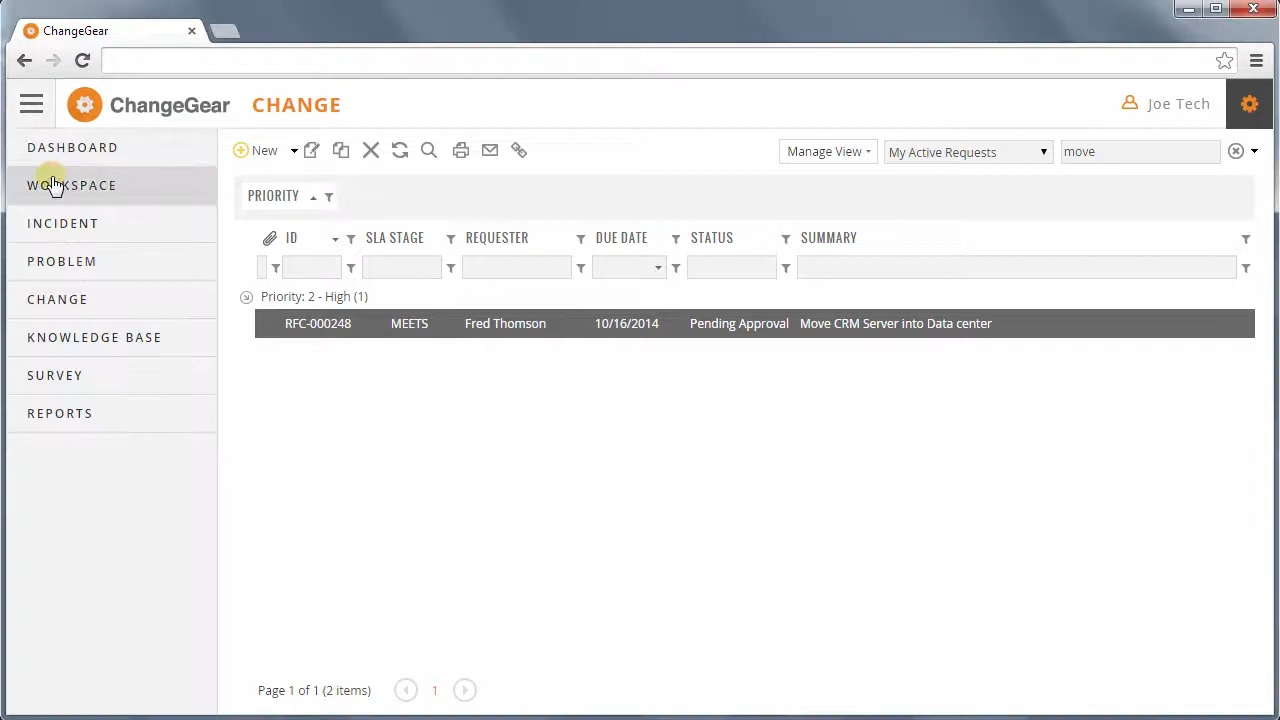 ChangeGear
ChangeGear CHANGE
Joe Tech
DASHBOARD
WORKSPACE
INCIDENT
PROBLEM
CHANGE
KNOWLEDGE BASE
SURVEY
REPORTS
New
Manage View
My Active Requests
move
PRIORITY
ID SLA STAGE REQUESTER DUE DATE STATUS SUMMARY
Priority: 2 - High (1)
RFC-000248 MEETS Fred Thomson 10/16/2014 Pending Approval Move CRM Server into Data center
Page 1 of 1 (2 items) 1